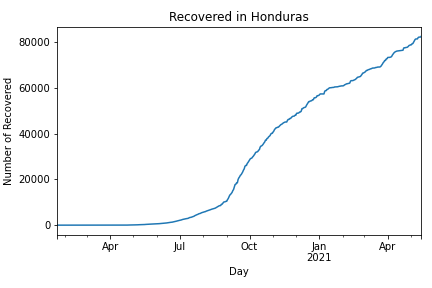 Recovered in Honduras
Number of Recovered
80000
60000
40000
20000
0
Apr Jul Oct Jan Apr
2021
Day